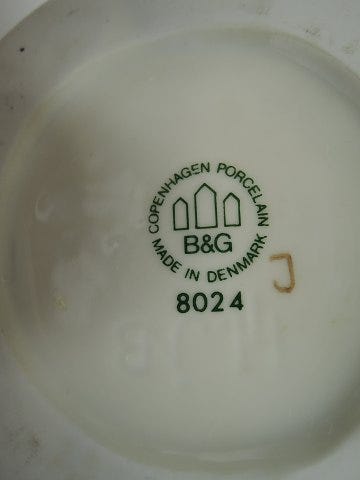 COPENHAGEN PORCELAIN
B&G
MADE IN DENMARK
8024
J